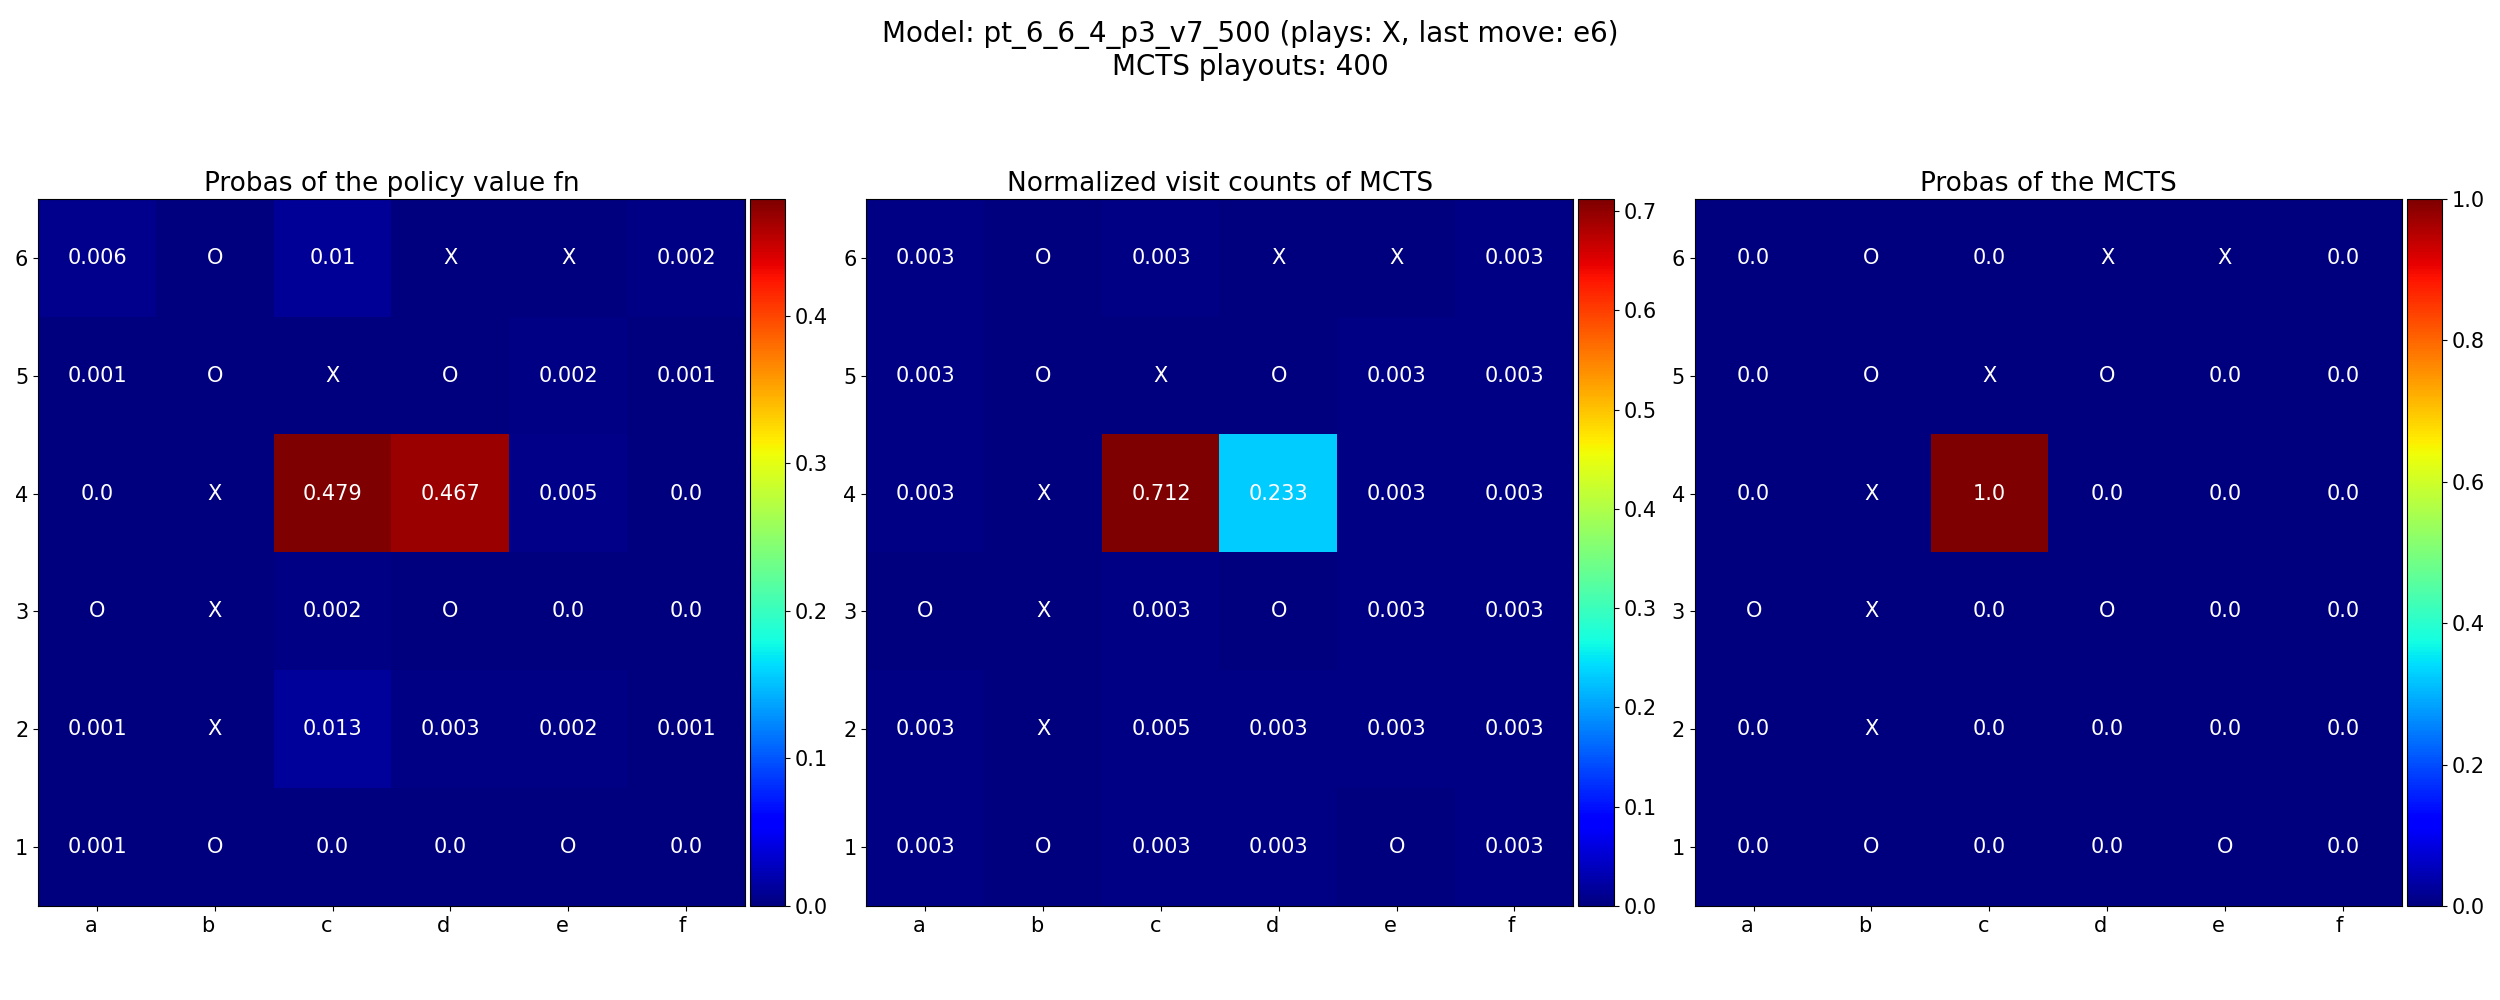 Model: pt_6_6_4_p3_v7_500 (plays: X, last move: e6)
MCTS playouts: 400
Probas of the policy value fn
6 0.006 O 0.01 X X 0.002
5 0.001 O X O 0.002 0.001
4 0.0 X 0.479 0.467 0.005 0.0
3 O X 0.002 O 0.0 0.0
2 0.001 X 0.013 0.003 0.002 0.001
1 0.001 O 0.0 0.0 O 0.0
a b c d e f
0.4
0.3
0.2
0.1
0.0
Normalized visit counts of MCTS
6 0.003 O 0.003 X X 0.003
5 0.003 O X O 0.003 0.003
4 0.003 X 0.712 0.233 0.003 0.003
3 O X 0.003 O 0.003 0.003
2 0.003 X 0.005 0.003 0.003 0.003
1 0.003 O 0.003 0.003 O 0.003
a b c d e f
0.7
0.6
0.5
0.4
0.3
0.2
0.1
0.0
Probas of the MCTS
6 0.0 O 0.0 X X 0.0
5 0.0 O X O 0.0 0.0
4 0.0 X 1.0 0.0 0.0 0.0
3 O X 0.0 O 0.0 0.0
2 0.0 X 0.0 0.0 0.0 0.0
1 0.0 O 0.0 0.0 O 0.0
a b c d e f
1.0
0.8
0.6
0.4
0.2
0.0